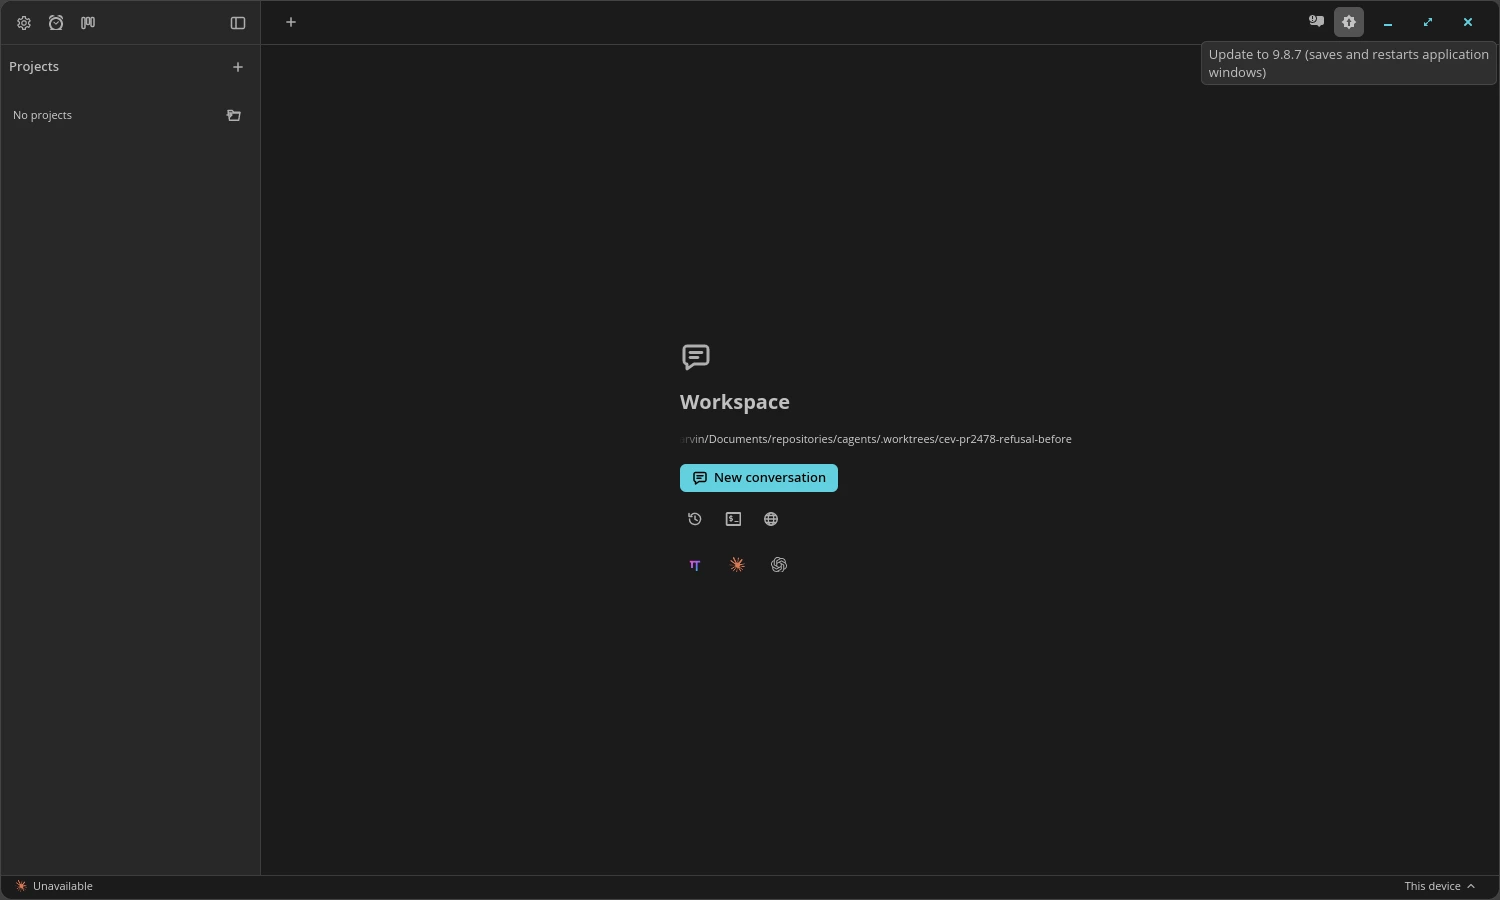 Update to 9.8.7 (saves and restarts application
windows)
Projects
No projects
Workspace
/Documents/repositories/cagents/.worktrees/cev-pr2478-refusal-before
New conversation
Unavailable
This device